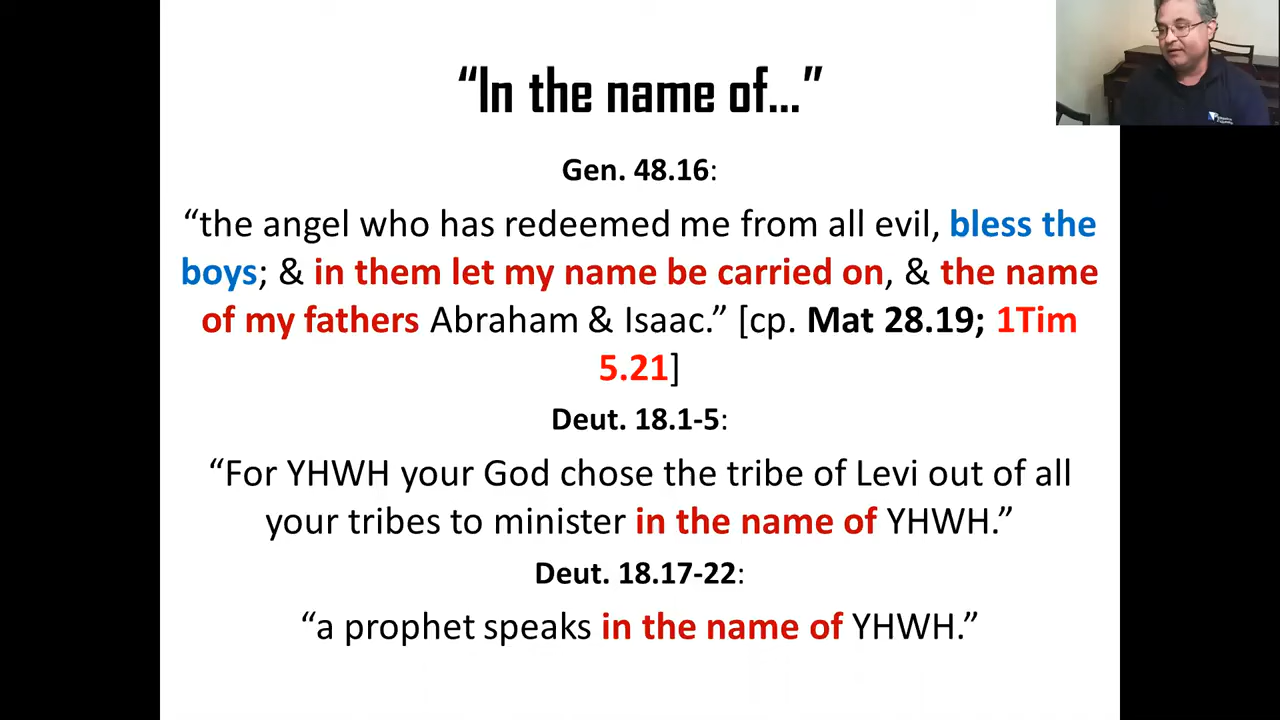 “In the name of...”
Gen. 48.16:
“the angel who has redeemed me from all evil, bless the
boys; & in them let my name be carried on, & the name
of my fathers Abraham & Isaac.” [cp. Mat 28.19; 1Tim
5.21]
Deut. 18.1-5:
“For YHWH your God chose the tribe of Levi out of all
your tribes to minister in the name of YHWH.”
Deut. 18.17-22:
“a prophet speaks in the name of YHWH.”